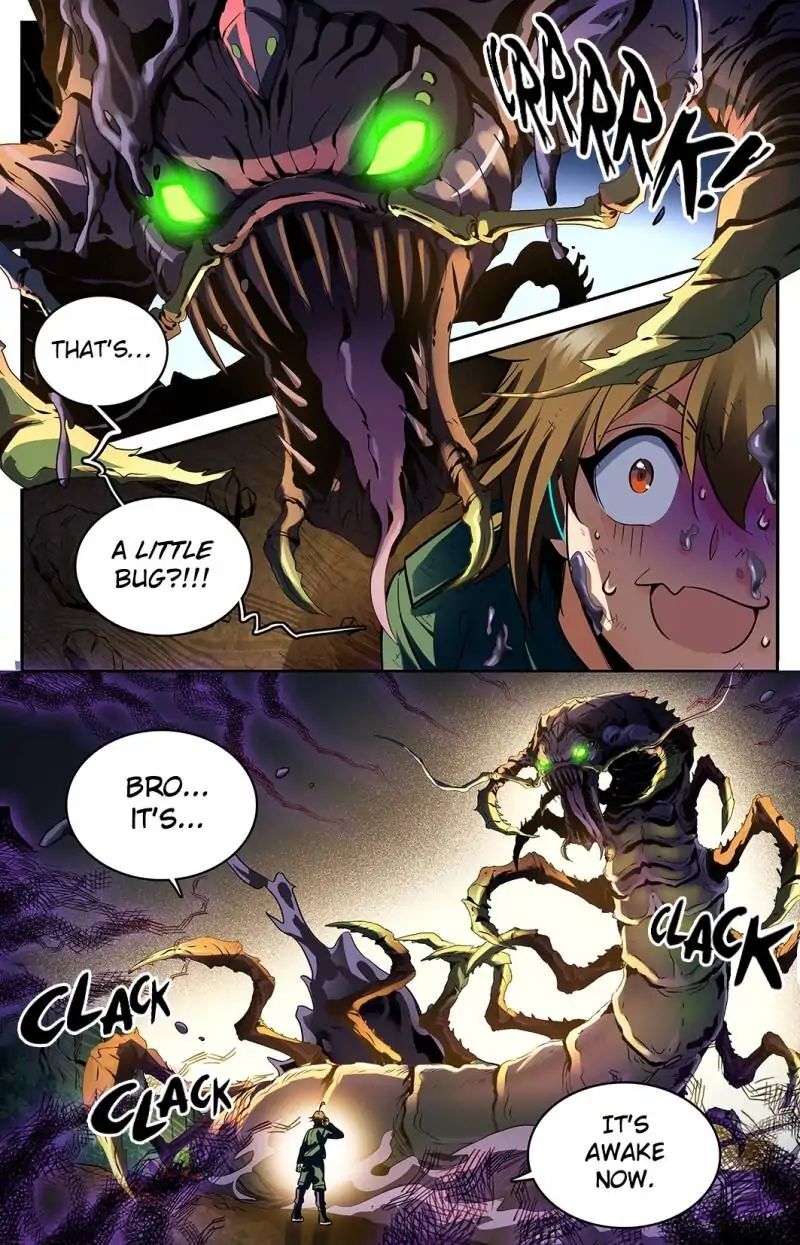 CRRRRK!
THAT'S...
A LITTLE
BUG?!!!
BRO...
IT'S...
CLACK
CLACK
CLACK
IT'S
AWAKE
NOW.